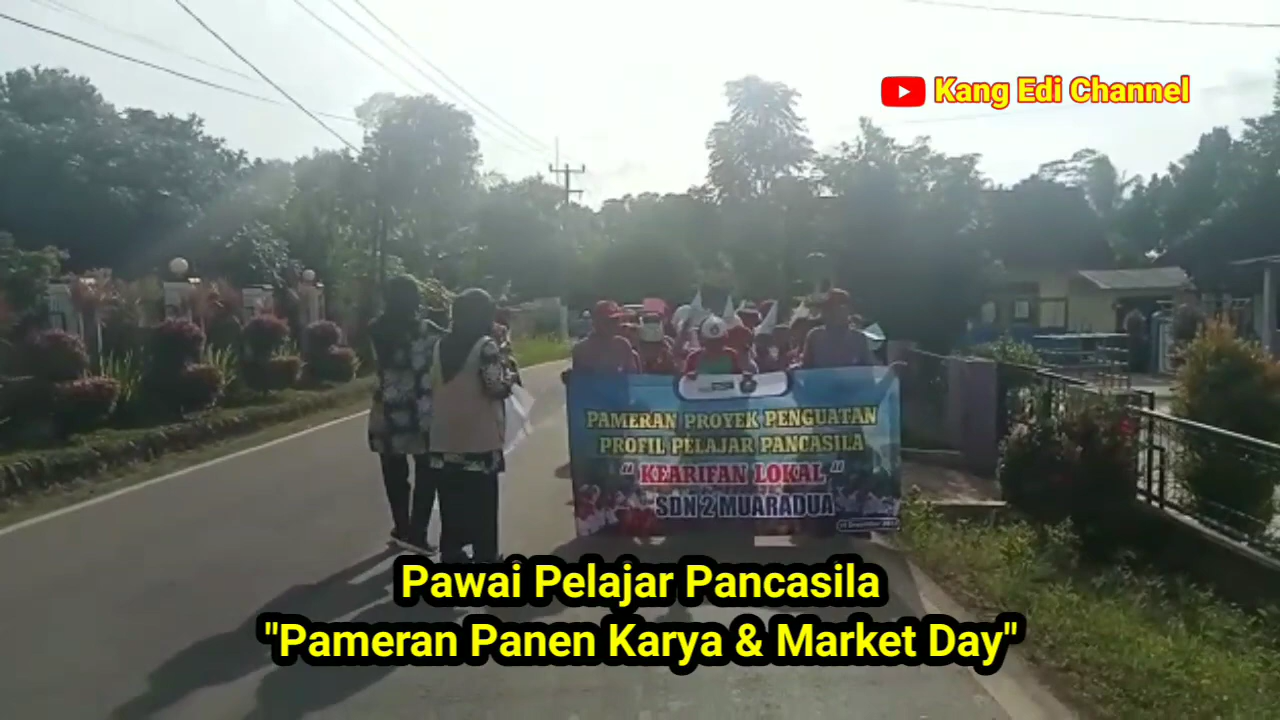 Kang Edi Channel
PAMERAN PROYEK PENGUATAN
PROFIL PELAJAR PANCASILA
" KEARIFAN LOKAL "
SDN 2 MUARADUA
Pawai Pelajar Pancasila
"Pameran Panen Karya & Market Day"